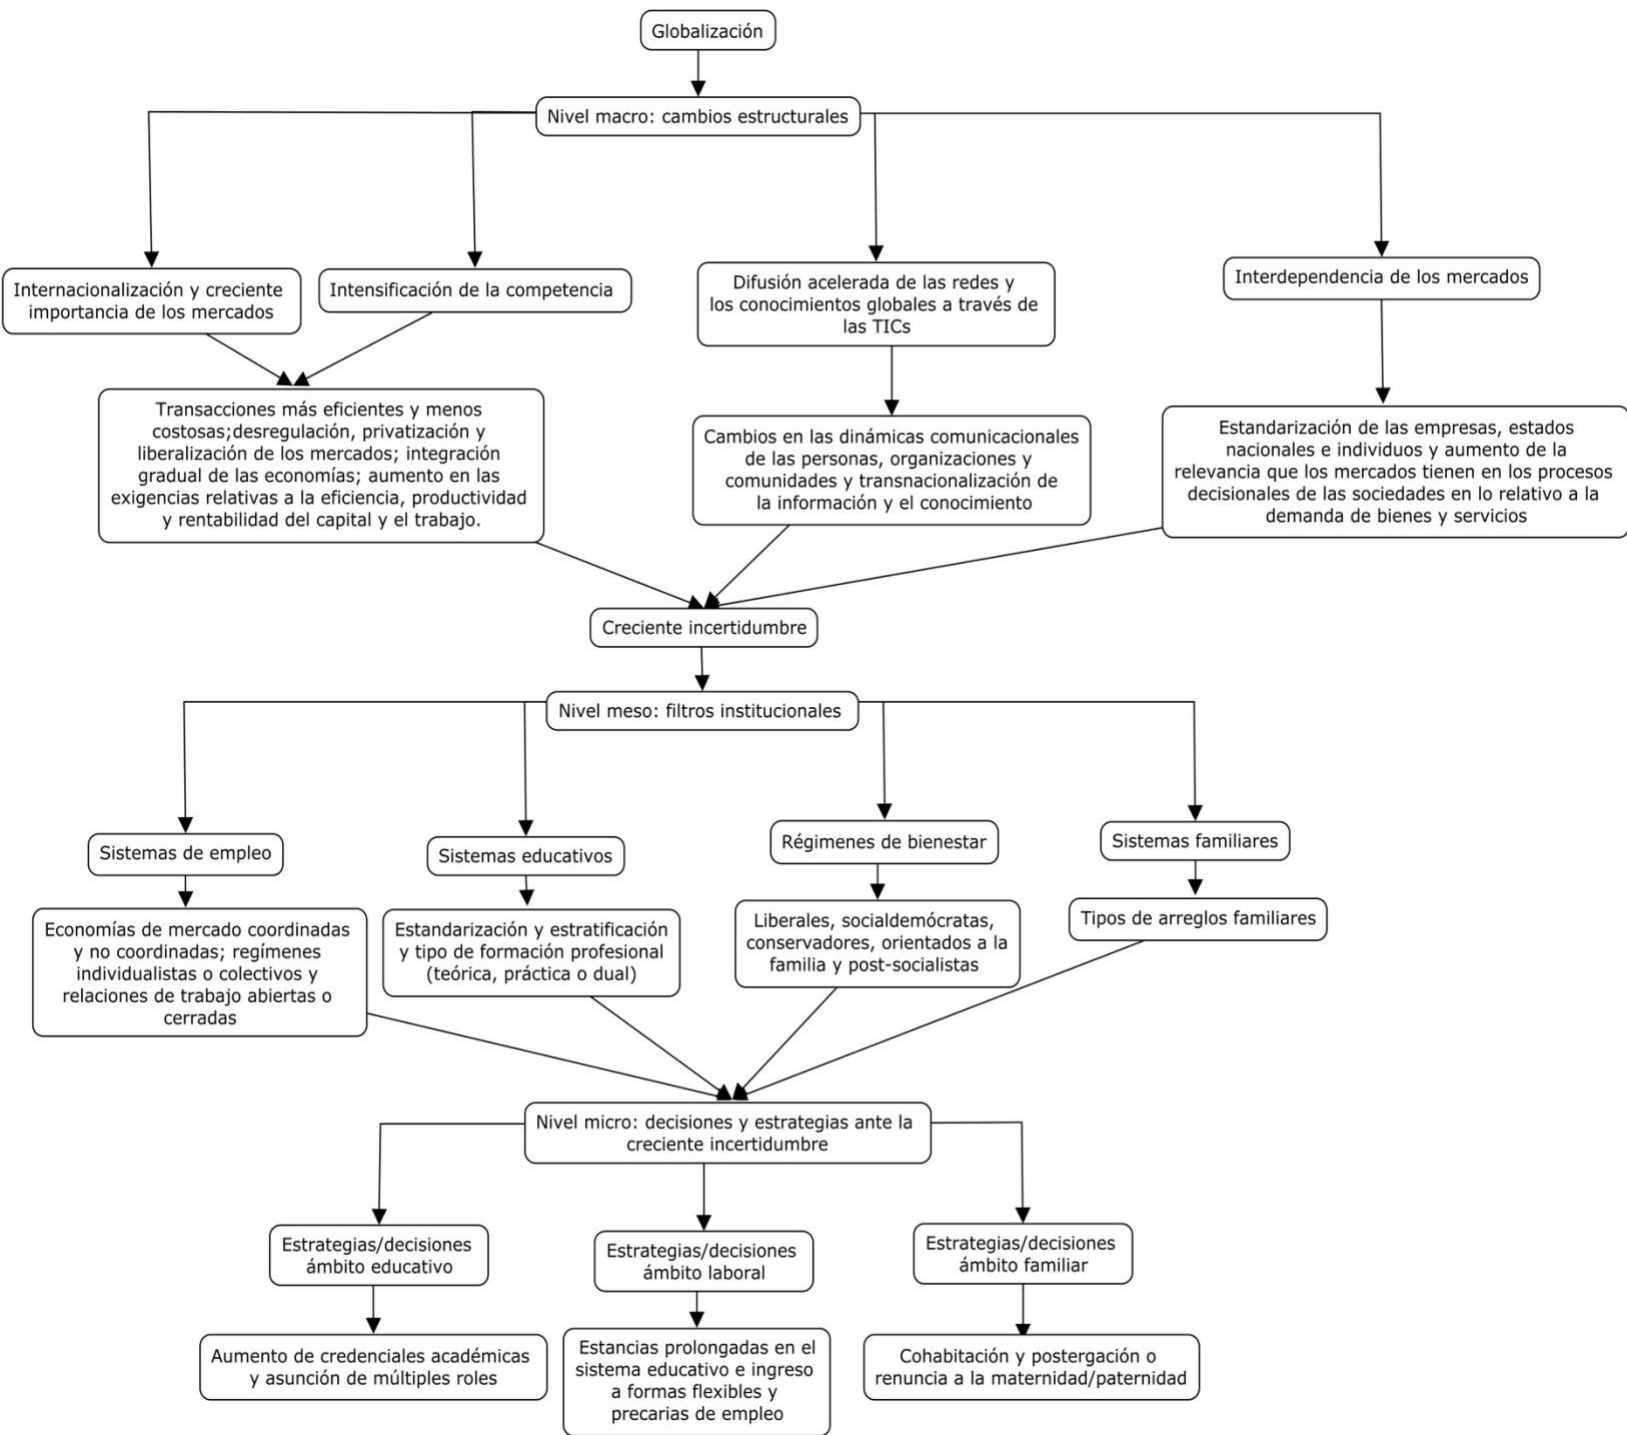 Globalización
Nivel macro: cambios estructurales
Internacionalización y creciente
importancia de los mercados
Intensificación de la competencia
Difusión acelerada de las redes y
los conocimientos globales a través de
las TICs
Interdependencia de los mercados
Transacciones más eficientes y menos
costosas;desregulación, privatización y
liberalización de los mercados; integración
gradual de las economías; aumento en las
exigencias relativas a la eficiencia, productividad
y rentabilidad del capital y el trabajo.
Cambios en las dinámicas comunicacionales
de las personas, organizaciones y
comunidades y transnacionalización de
la información y el conocimiento
Estandarización de las empresas, estados
nacionales e individuos y aumento de la
relevancia que los mercados tienen en los procesos
decisionales de las sociedades en lo relativo a la
demanda de bienes y servicios
Creciente incertidumbre
Nivel meso: filtros institucionales
Sistemas de empleo
Sistemas educativos
Régimenes de bienestar
Sistemas familiares
Economías de mercado coordinadas
y no coordinadas; regímenes
individualistas o colectivos y
relaciones de trabajo abiertas o
cerradas
Estandarización y estratificación
y tipo de formación profesional
(teórica, práctica o dual)
Liberales, socialdemócratas,
conservadores, orientados a la
familia y post-socialistas
Tipos de arreglos familiares
Nivel micro: decisiones y estrategias ante la
creciente incertidumbre
Estrategias/decisiones
ámbito educativo
Estrategias/decisiones
ámbito laboral
Estrategias/decisiones
ámbito familiar
Aumento de credenciales académicas
y asunción de múltiples roles
Estancias prolongadas en el
sistema educativo e ingreso
a formas flexibles y
precarias de empleo
Cohabitación y postergación o
renuncia a la maternidad/paternidad